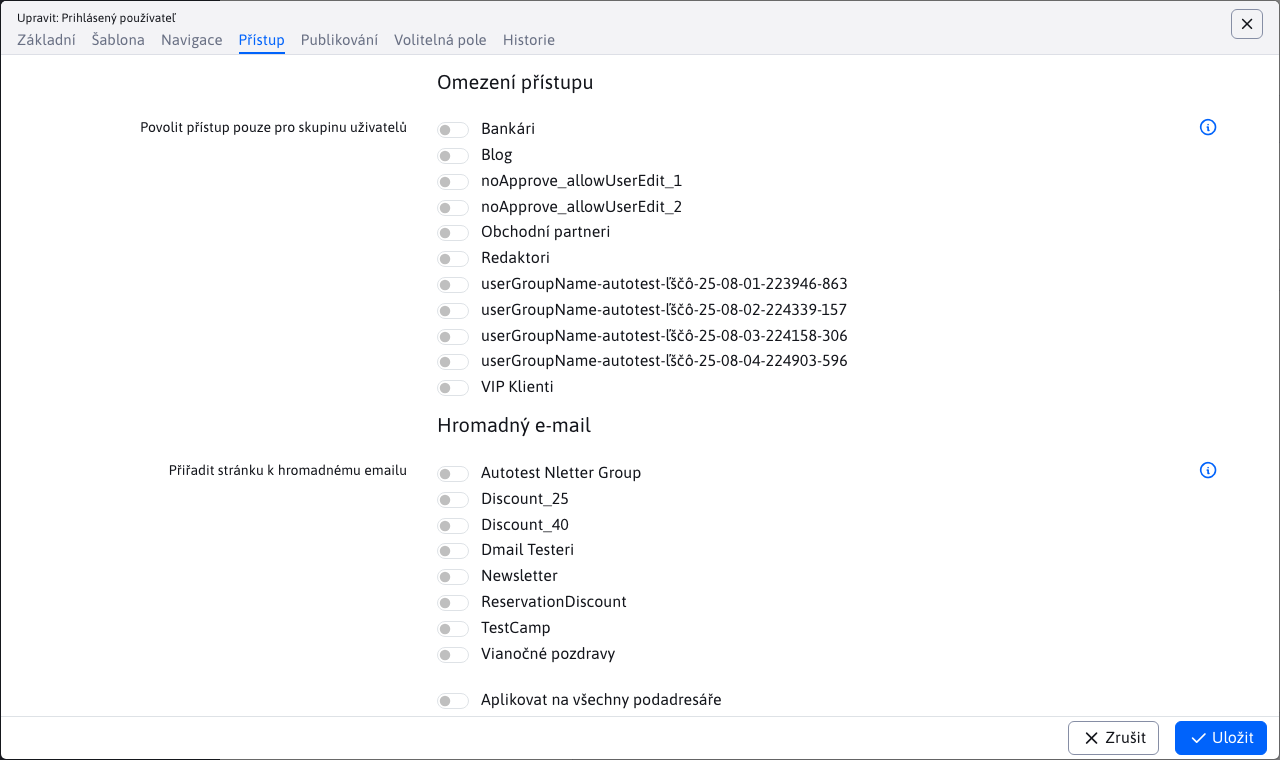 Upravit: Prihlásený používateľ
Základní Šablona Navigace Přístup Publikování Volitelná pole Historie
Omezení přístupu
Povolit přístup pouze pro skupinu uživatelů
Bankári
Blog
noApprove_allowUserEdit_1
noApprove_allowUserEdit_2
Obchodní partneri
Redaktori
userGroupName-autotest-ľščô-25-08-01-223946-863
userGroupName-autotest-ľščô-25-08-02-224339-157
userGroupName-autotest-ľščô-25-08-03-224158-306
userGroupName-autotest-ľščô-25-08-04-224903-596
VIP Klienti
Hromadný e-mail
Přiřadit stránku k hromadnému emailu
Autotest Nletter Group
Discount_25
Discount_40
Dmail Testeri
Newsletter
ReservationDiscount
TestCamp
Vianočné pozdravy
Aplikovat na všechny podadresáře
Zrušit Uložit